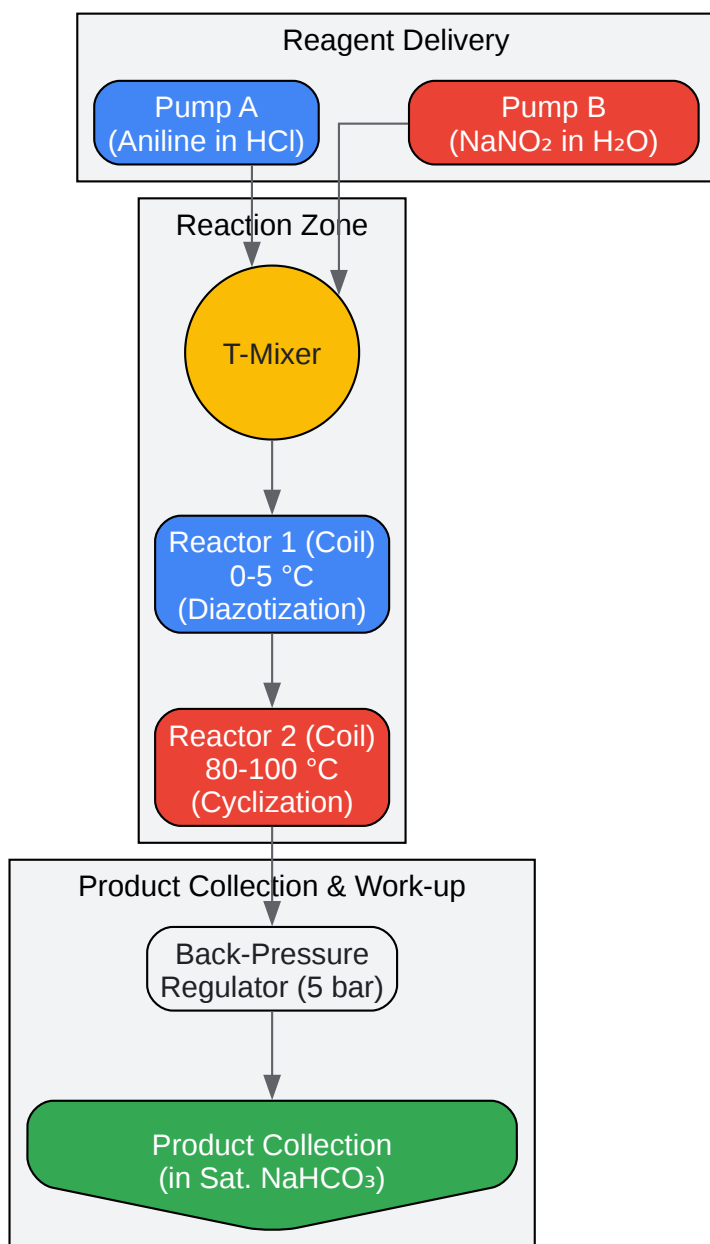 Reagent Delivery
Pump A
(Aniline in HCl)
Pump B
(NaNO₂ in H₂O)
Reaction Zone
T-Mixer
Reactor 1 (Coil)
0-5 °C
(Diazotization)
Reactor 2 (Coil)
80-100 °C
(Cyclization)
Product Collection & Work-up
Back-Pressure
Regulator (5 bar)
Product Collection
(in Sat. NaHCO₃)